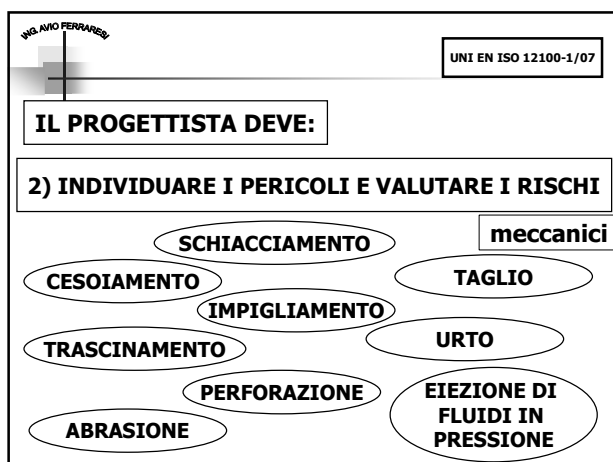 ING. AVIO FERRARESI
UNI EN ISO 12100-1/07
IL PROGETTISTA DEVE:
2) INDIVIDUARE I PERICOLI E VALUTARE I RISCHI
meccanici
SCHIACCIAMENTO
CESOIAMENTO
TAGLIO
IMPIGLIAMENTO
TRASCINAMENTO
URTO
PERFORAZIONE
EIEZIONE DI
FLUIDI IN
PRESSIONE
ABRASIONE